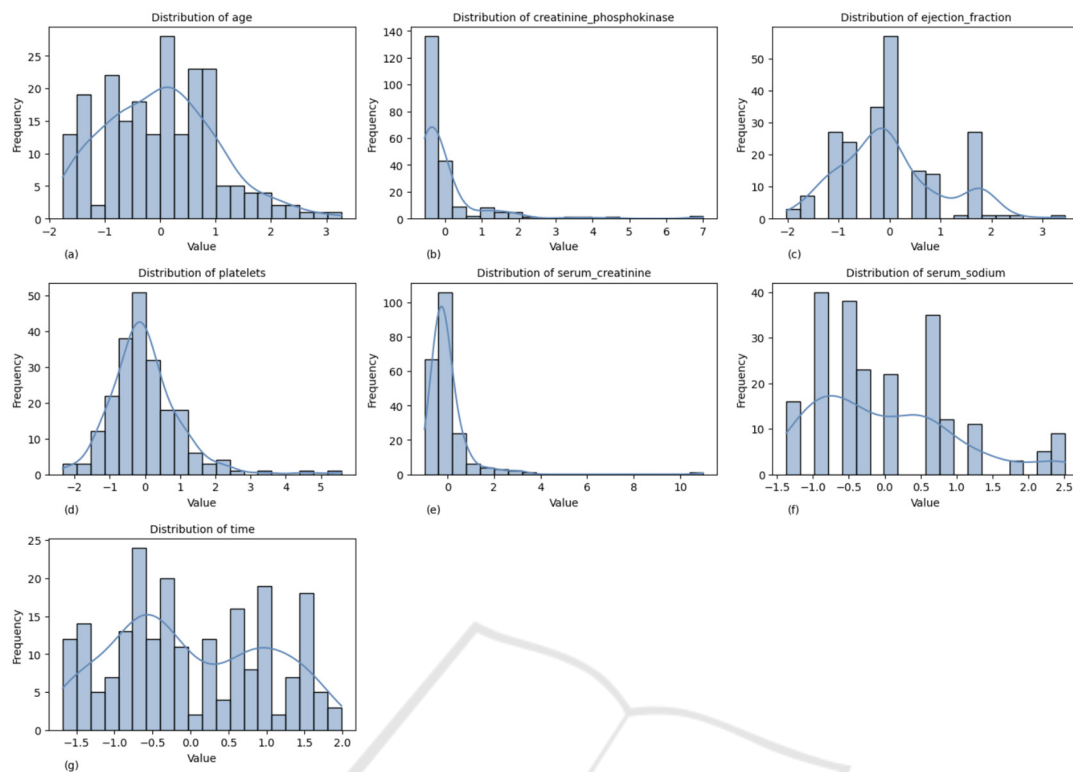 Distribution of age
Frequency
25
20
15
10
5
0
−2 −1 0 1 2 3
Value
(a)
Distribution of creatinine_phosphokinase
Frequency
140
120
100
80
60
40
20
0
0 1 2 3 4 5 6 7
Value
(b)
Distribution of ejection_fraction
Frequency
50
40
30
20
10
0
−2 −1 0 1 2 3
Value
(c)
Distribution of platelets
Frequency
50
40
30
20
10
0
−2 −1 0 1 2 3 4 5
Value
(d)
Distribution of serum_creatinine
Frequency
100
80
60
40
20
0
0 2 4 6 8 10
Value
(e)
Distribution of serum_sodium
Frequency
40
30
20
10
0
−1.5 −1.0 −0.5 0.0 0.5 1.0 1.5 2.0 2.5
Value
(f)
Distribution of time
Frequency
25
20
15
10
5
0
−1.5 −1.0 −0.5 0.0 0.5 1.0 1.5 2.0
Value
(g)